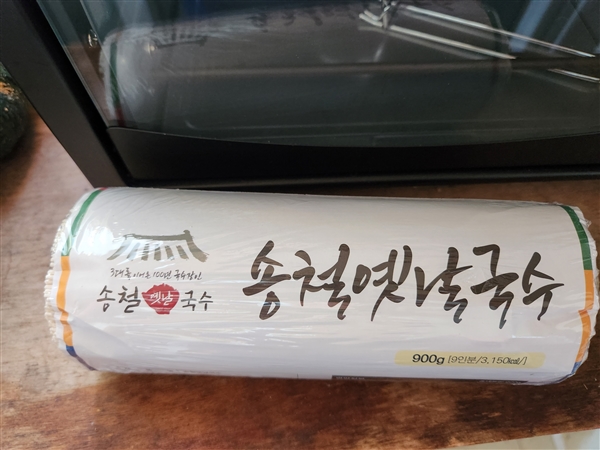 3대를 이어온 100년 국수장인
송철 옛날 국수
송철옛날국수
900g [9인분/3,150㎉]